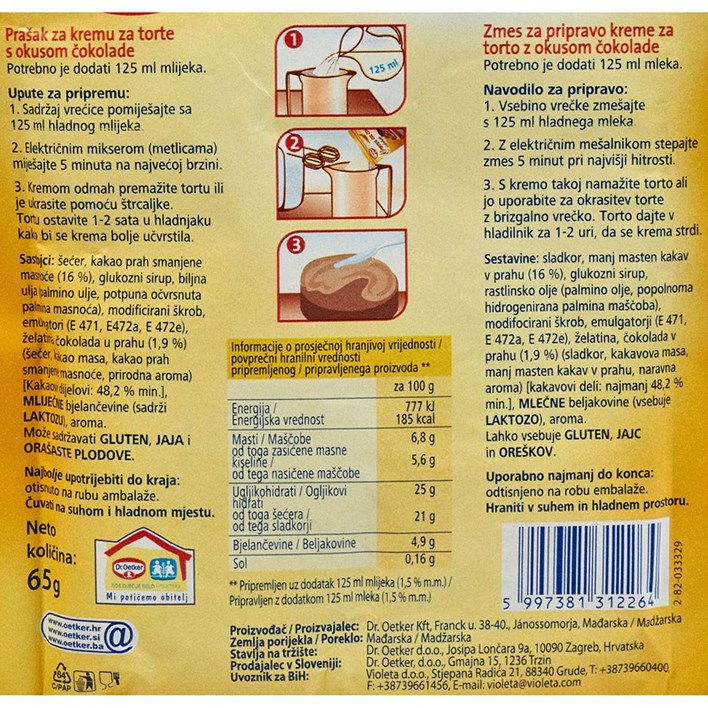 Prašak za kremu za torte
s okusom čokolade
Potrebno je dodati 125 ml mlijeka.
Upute za pripremu:
1. Sadržaj vrećice pomiješajte sa
125 ml hladnog mlijeka.
2. Električnim mikserom (metlicama)
miješajte 5 minuta na najvećoj brzini.
3. Kremom odmah premažite tortu ili
je ukrasite pomoću štrcaljke.
Tortu ostavite 1-2 sata u hladnjaku
kako bi se krema bolje učvrstila.
Sastojci: šećer, kakao prah smanjene
masnoće (16 %), glukozni sirup, biljna
ulja (palmino ulje, potpuna očvrsnuta
palmina masnoća), modificirani škrob,
emulgatori (E 471, E472a, E 472e),
želatina, čokolada u prahu (1,9 %)
(šećer, kakao masa, kakao prah
smanjene masnoće, prirodna aroma)
[Kakaovi dijelovi: 48,2 % min.],
MLIJEČNE bjelančevine (sadrži
LAKTOZU), aroma.
Može sadržavati GLUTEN, JAJA i
ORAŠASTE PLODOVE.
Najbolje upotrijebiti do kraja:
otisnuto na rubu ambalaže.
Čuvati na suhom i hladnom mjestu.
Neto
količina:
65g
Dr.Oetker
Mi potičemo obitelj
www.oetker.hr
www.oetker.si
www.oetker.ba
@
84
C/PAP
1
125 ml
2
Dr.Oetker
3
Informacije o prosječnoj hranjivoj vrijednosti /
povprečni hranilni vrednosti
pripremljenog / pripravljenega proizvoda **
za 100 g
Energija / 777 kJ
Energijska vrednost 185 kcal
Masti / Maščobe 6,8 g
od toga zasićene masne
kiseline / 5,6 g
od tega nasičene maščobe
Ugljikohidrati / Ogljikovi 25 g
hidrati
od toga šećera / 21 g
od tega sladkorji
Bjelančevine / Beljakovine 4,9 g
Sol 0,16 g
** Pripremljen uz dodatak 125 ml mlijeka (1,5 % m.m.) /
Pripravljen z dodatkom 125 ml mleka (1,5 % m.m.)
Zmes za pripravo kreme za
torto z okusom čokolade
Potrebno je dodati 125 ml mleka.
Navodilo za pripravo:
1. Vsebino vrečke zmešajte
s 125 ml hladnega mleka.
2. Z električnim mešalnikom stepajte
zmes 5 minut pri najvišji hitrosti.
3. S kremo takoj namažite torto ali
jo uporabite za okrasitev torte
z brizgalno vrečko. Torto dajte v
hladilnik za 1-2 uri, da se krema strdi.
Sestavine: sladkor, manj masten kakav
v prahu (16 %), glukozni sirup,
rastlinsko olje (palmino olje, popolnoma
hidrogenirana palmina maščoba),
modifocirani škrob, emulgatorji (E 471,
E 472a, E 472e), želatina, čokolada v
prahu (1,9 %) (sladkor, kakavova masa,
manj masten kakav v prahu, naravna
aroma) [kakavovi deli: najmanj 48,2 %
min.], MLEČNE beljakovine (vsebuje
LAKTOZO), aroma.
Lahko vsebuje GLUTEN, JAJC
in OREŠKOV.
Uporabno najmanj do konca:
odtisnjeno na robu embalaže.
Hraniti v suhem in hladnem prostoru.
5 997381 312264
2-82-033329
Proizvođač / Proizvajalec: Dr. Oetker Kft, Franck u. 38-40., Jánossomorja, Mađarska / Madžarska
Zemlja porijekla / Poreklo: Mađarska / Madžarska
Stavlja na tržište: Dr. Oetker d.o.o., Josipa Lončara 9a, 10090 Zagreb, Hrvatska
Prodajalec v Sloveniji: Dr. Oetker, d.o.o., Gmajna 15, 1236 Trzin
Uvoznik za BiH: Violeta d.o.o., Stjepana Radića 21, 88340 Grude, T: +38739660400,
F: +38739661456, E-mail: violeta@violeta.com